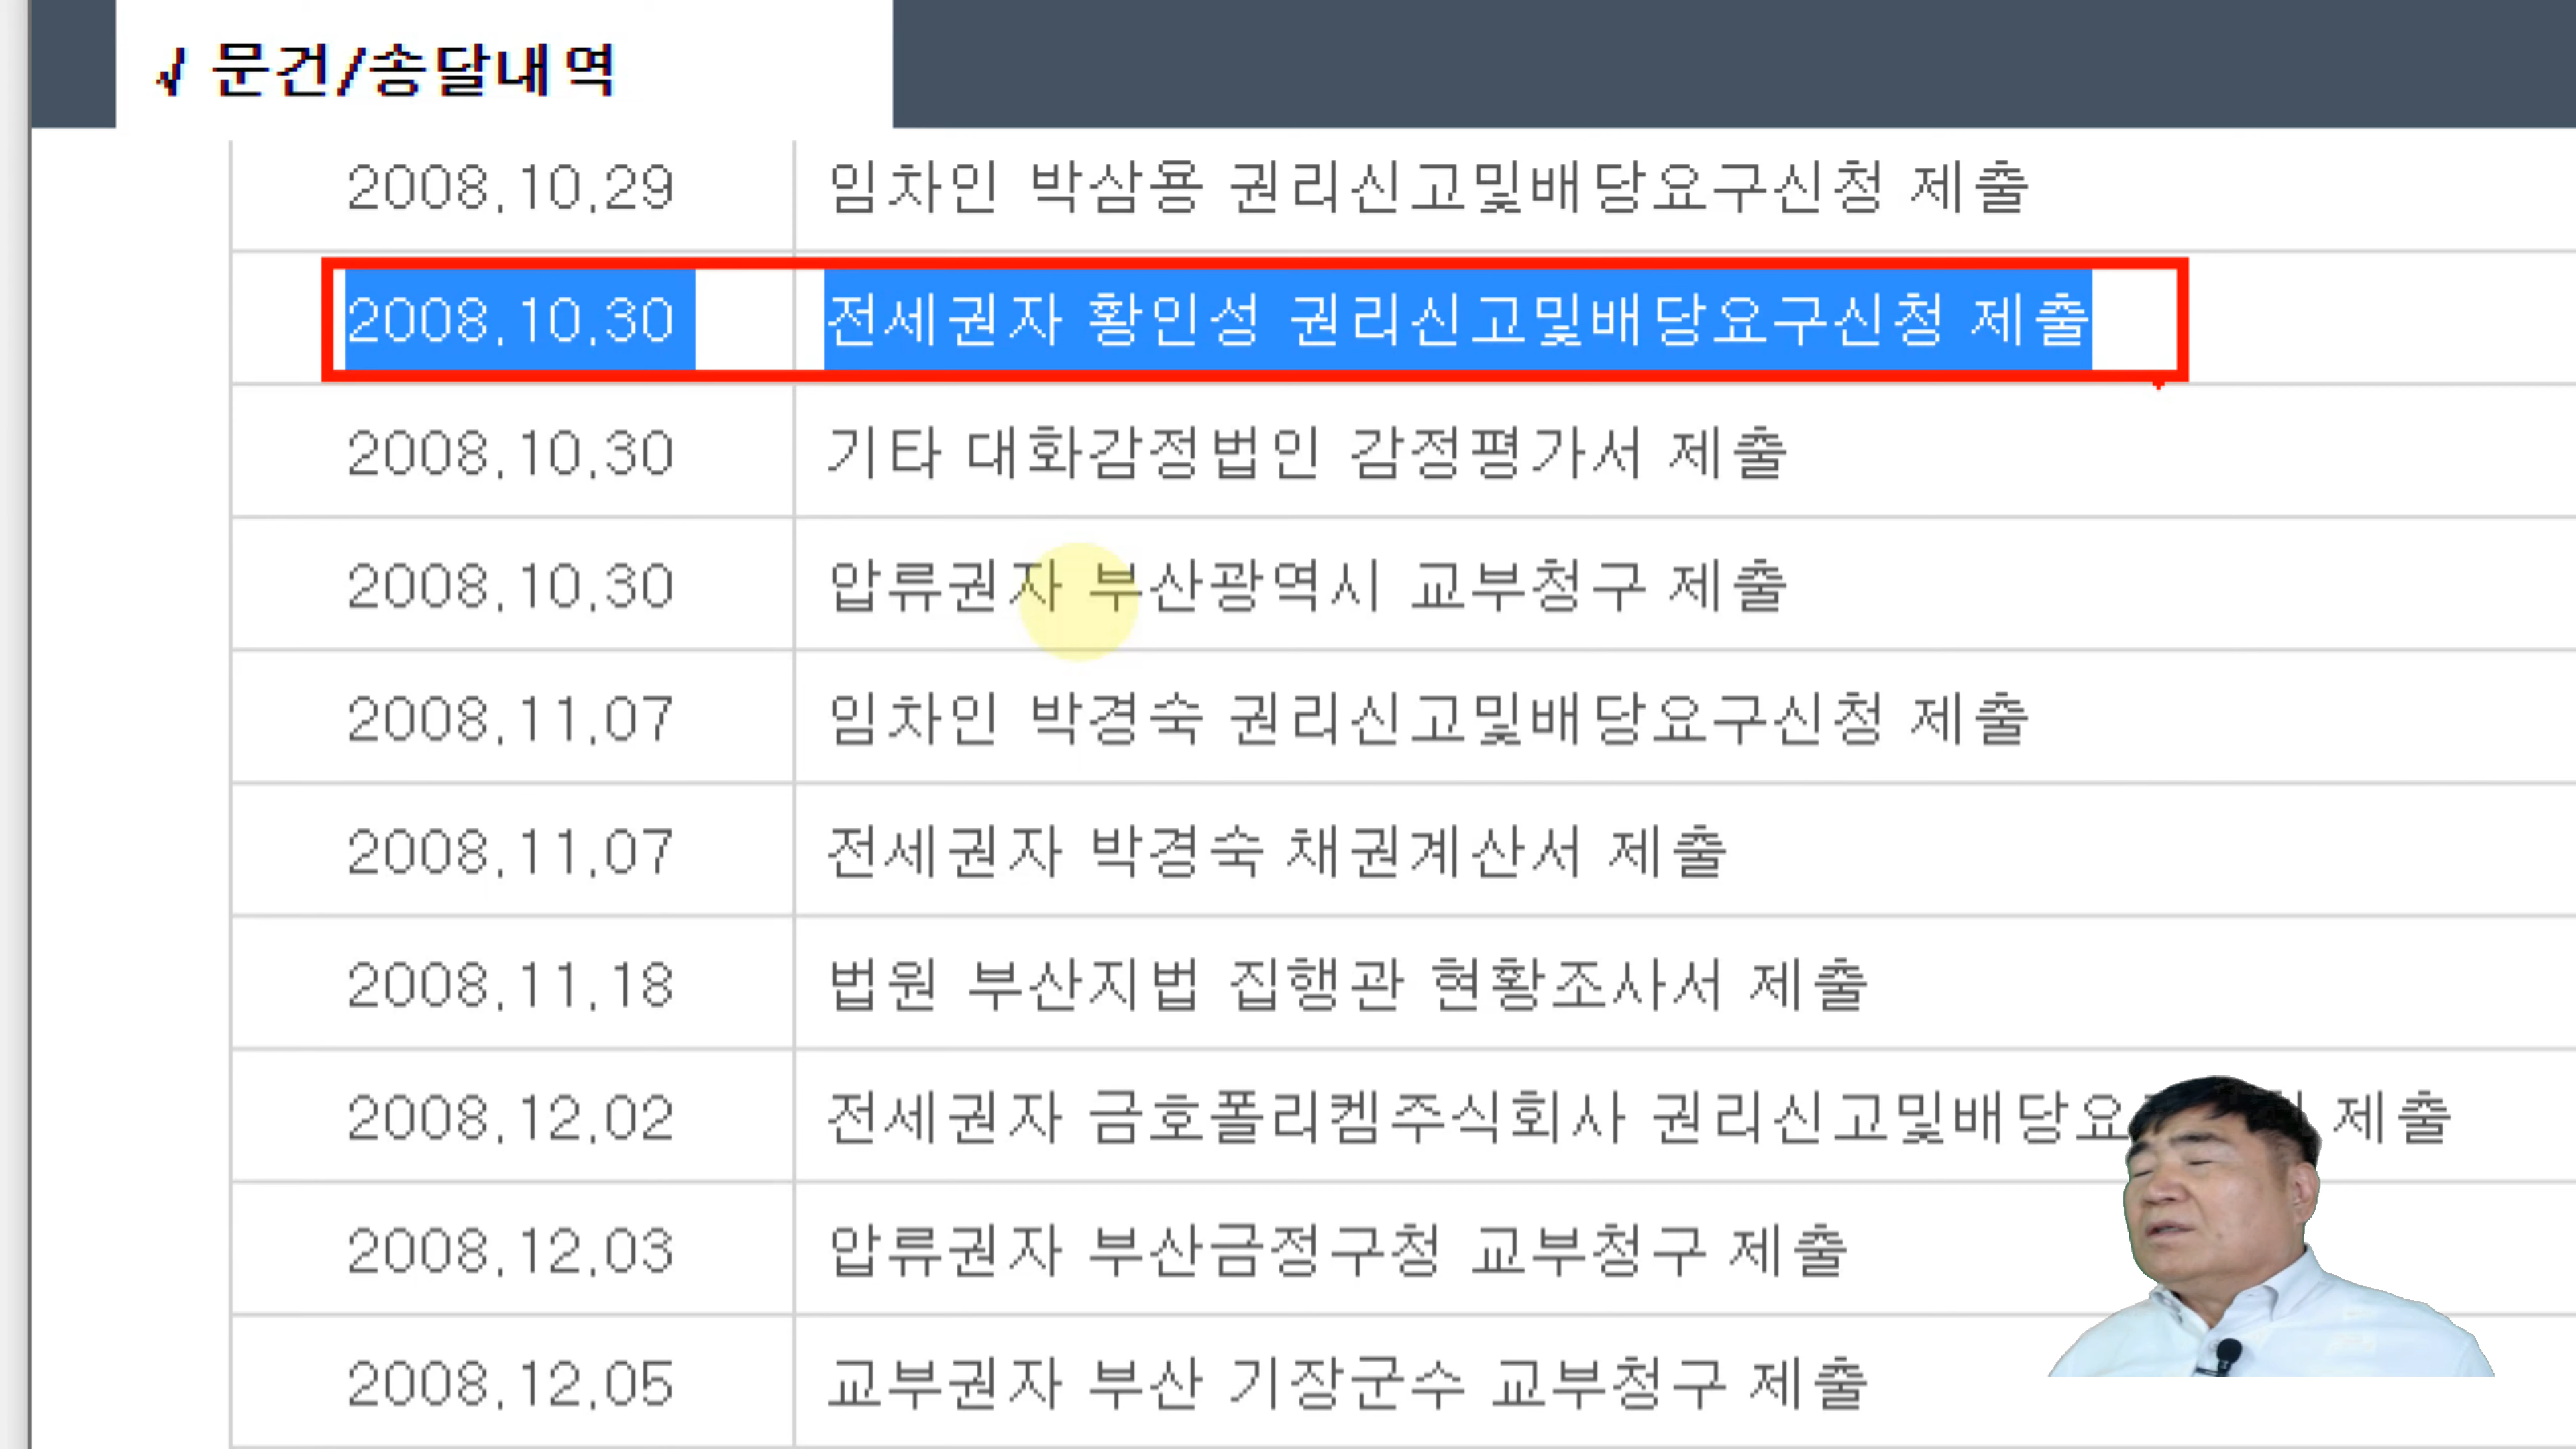 √ 문건/송달내역
2008.10.29 임차인 박삼용 권리신고및배당요구신청 제출
2008.10.30 전세권자 황인성 권리신고및배당요구신청 제출
2008.10.30 기타 대화감정법인 감정평가서 제출
2008.10.30 압류권자 부산광역시 교부청구 제출
2008.11.07 임차인 박경숙 권리신고및배당요구신청 제출
2008.11.07 전세권자 박경숙 채권계산서 제출
2008.11.18 법원 부산지법 집행관 현황조사서 제출
2008.12.02 전세권자 금호폴리켐주식회사 제출
2008.12.03 압류권자 부산금정구청 교부청구 제출
2008.12.05 교부권자 부산 기장군수 교부청구 제출